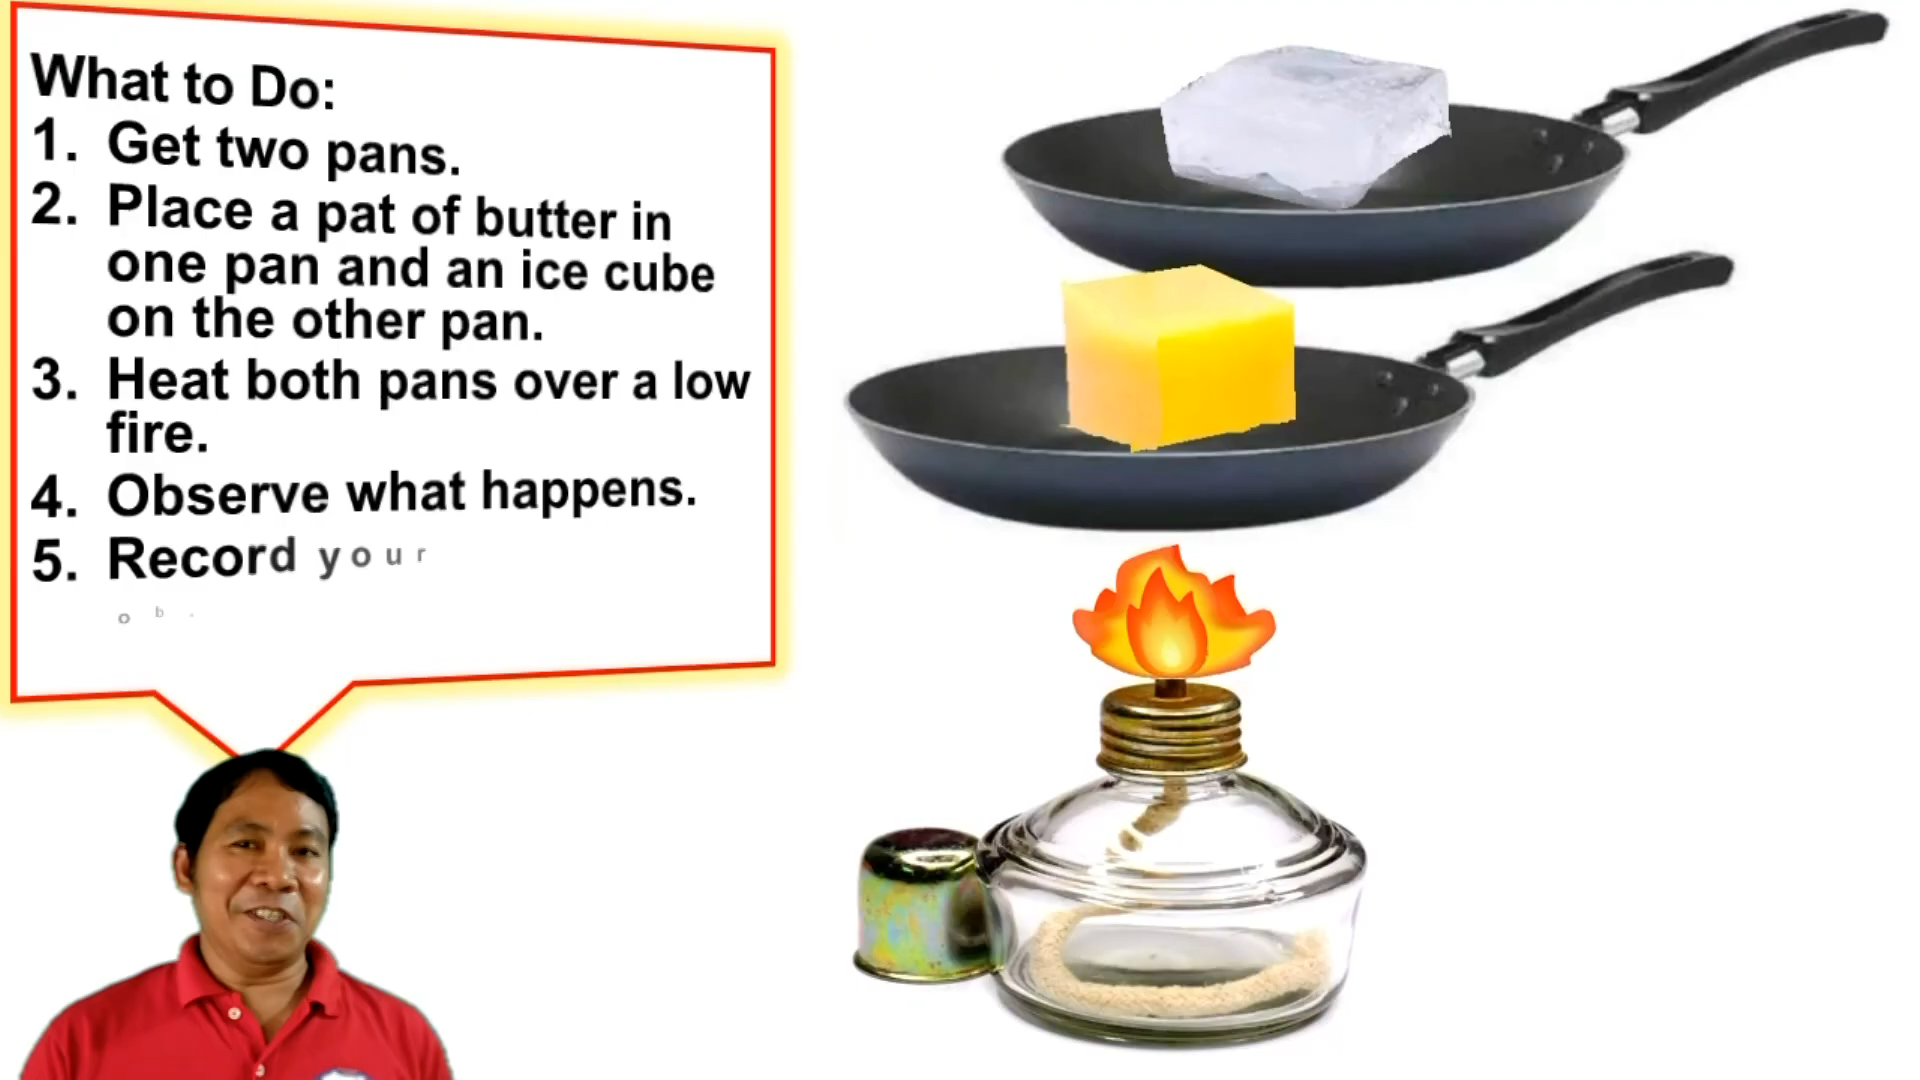 What to Do:
1. Get two pans.
2. Place a pat of butter in
one pan and an ice cube
on the other pan.
3. Heat both pans over a low
fire.
4. Observe what happens.
5. Record your
ob